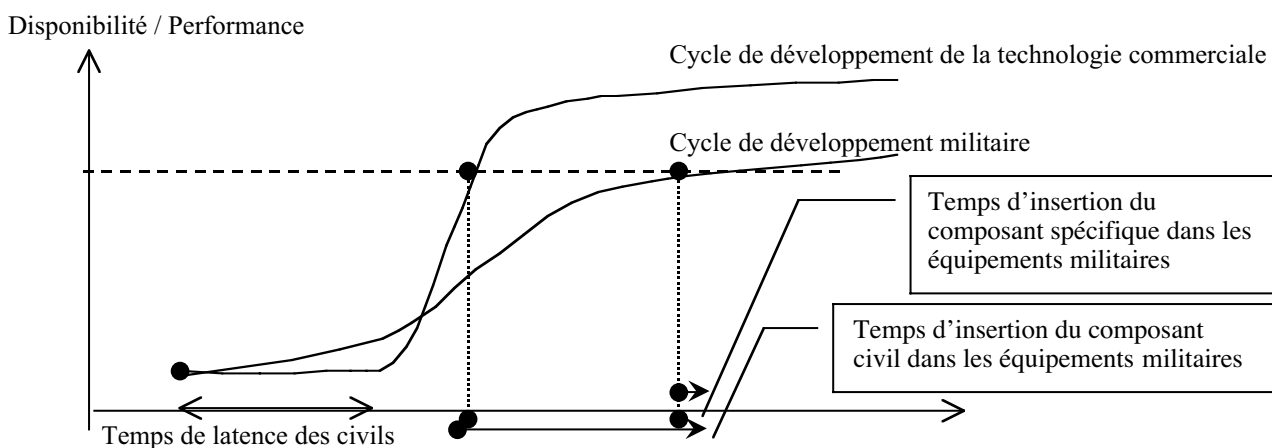 Disponibilité / Performance
Cycle de développement de la technologie commerciale
Cycle de développement militaire
Temps d’insertion du
composant spécifique dans les
équipements militaires
Temps d’insertion du composant
civil dans les équipements militaires
Temps de latence des civils